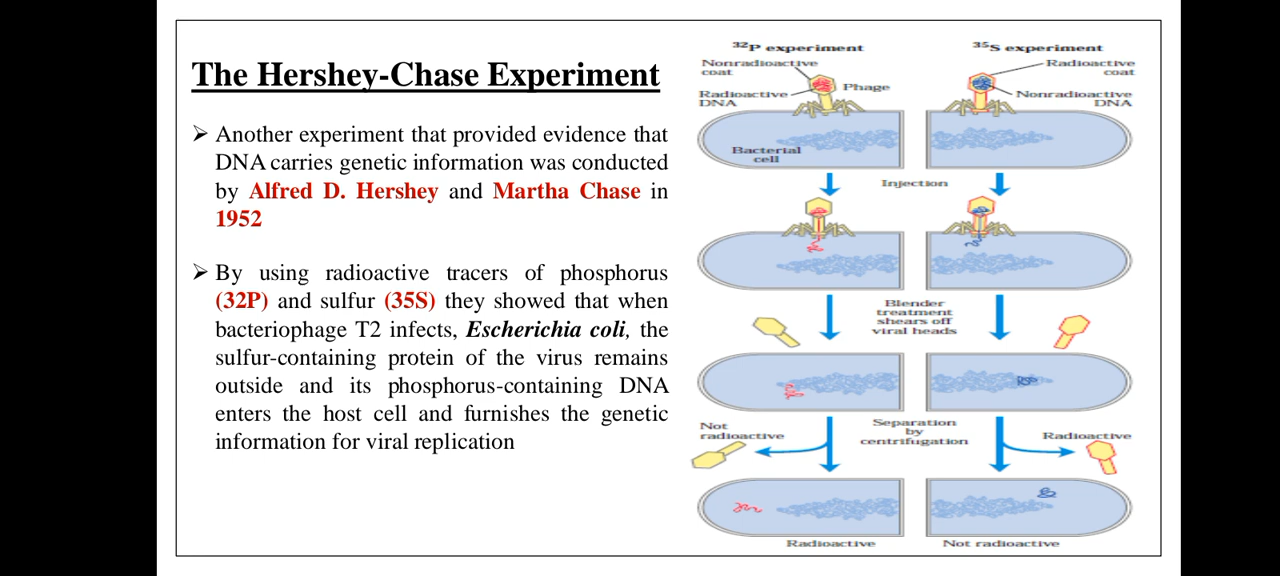 The Hershey-Chase Experiment
➢ Another experiment that provided evidence that
DNA carries genetic information was conducted
by Alfred D. Hershey and Martha Chase in
1952
➢ By using radioactive tracers of phosphorus
(32P) and sulfur (35S) they showed that when
bacteriophage T2 infects, Escherichia coli, the
sulfur-containing protein of the virus remains
outside and its phosphorus-containing DNA
enters the host cell and furnishes the genetic
information for viral replication
³²P experiment
Nonradioactive
coat
Radioactive
DNA
Phage
Bacterial
cell
³⁵S experiment
Radioactive
coat
Nonradioactive
DNA
Injection
Blender
treatment
shears off
viral heads
Not
radioactive
Separation
by
centrifugation
Radioactive
Radioactive
Not radioactive